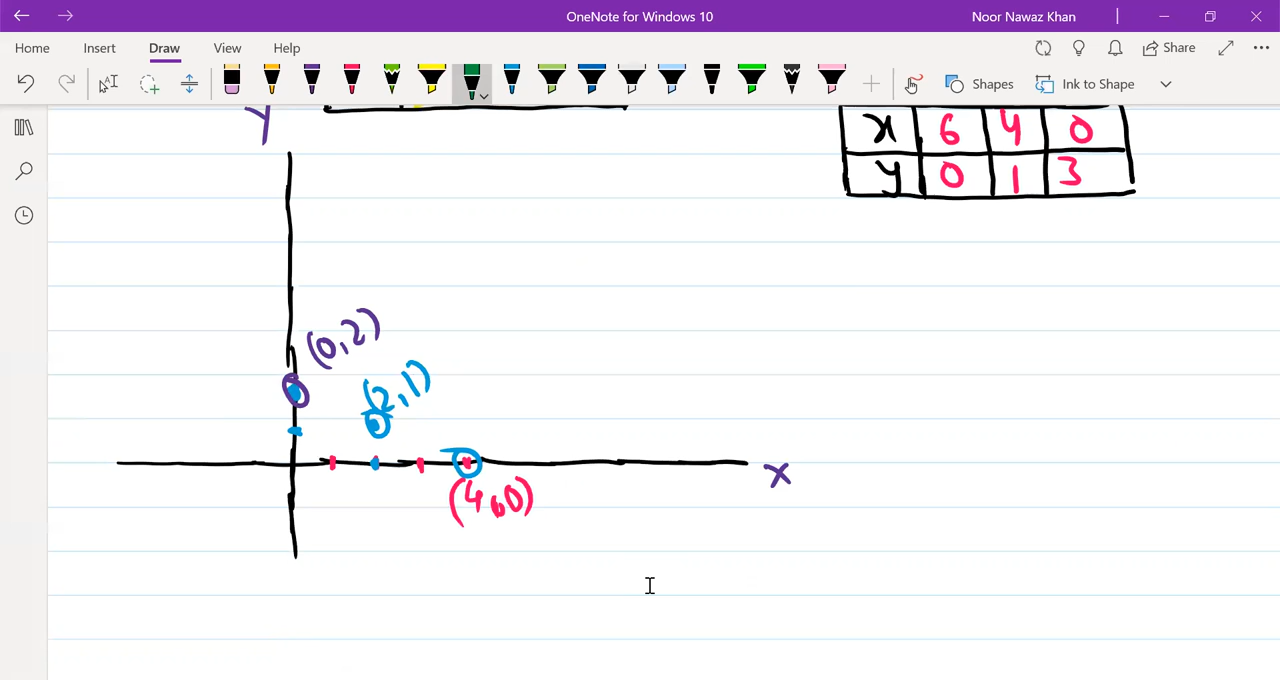 OneNote for Windows 10
Noor Nawaz Khan
Home Insert Draw View Help
Share
Shapes
Ink to Shape
y
x 6 4 0
y 0 1 3
(0,2)
(2,1)
x
(4,0)